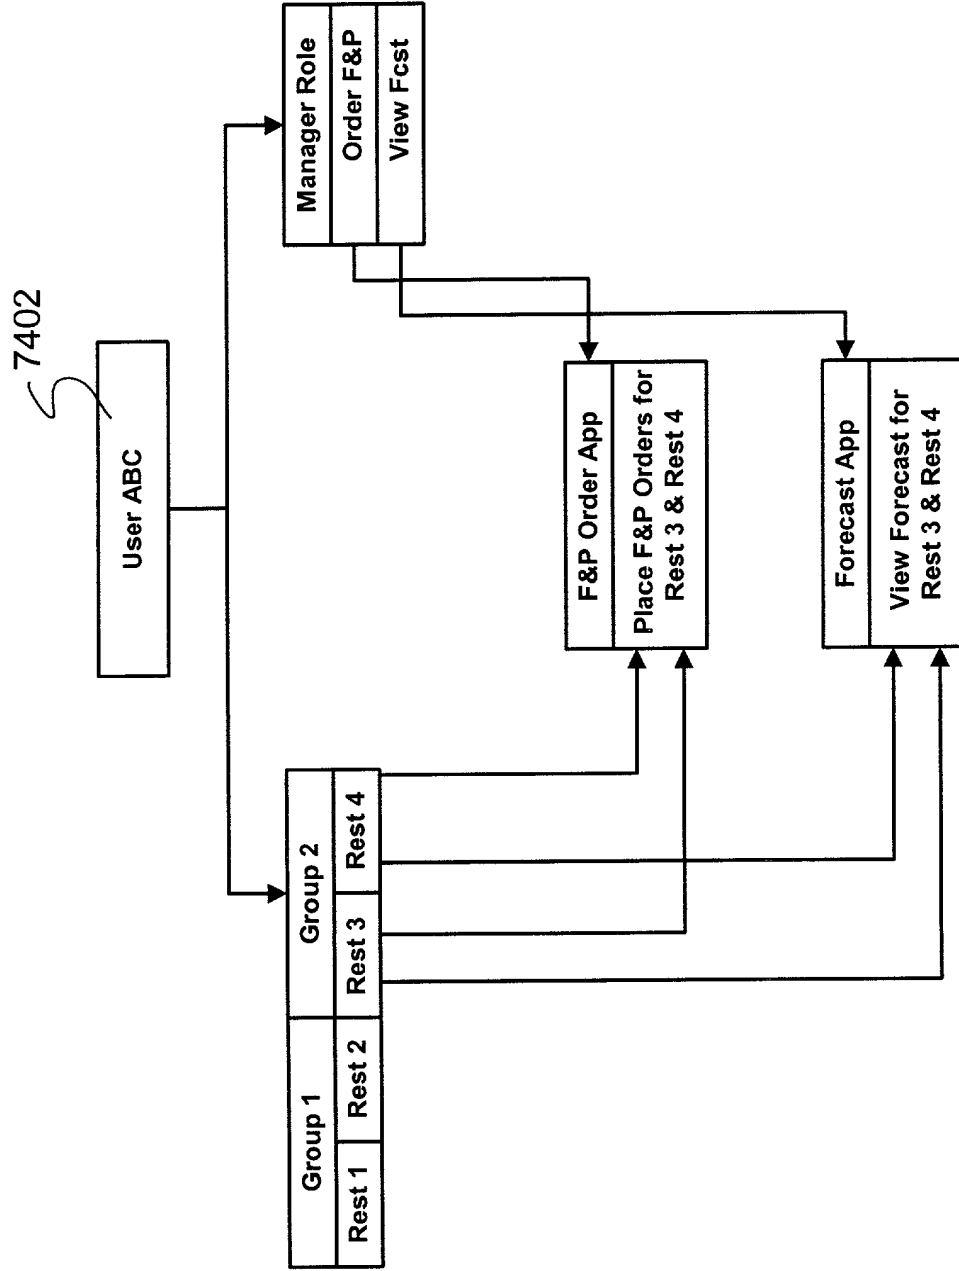 7402
User ABC
Group 1
Group 2
Rest 1
Rest 2
Rest 3
Rest 4
Manager Role
Order F&P
View Fcst
F&P Order App
Place F&P Orders for
Rest 3 & Rest 4
Forecast App
View Forecast for
Rest 3 & Rest 4